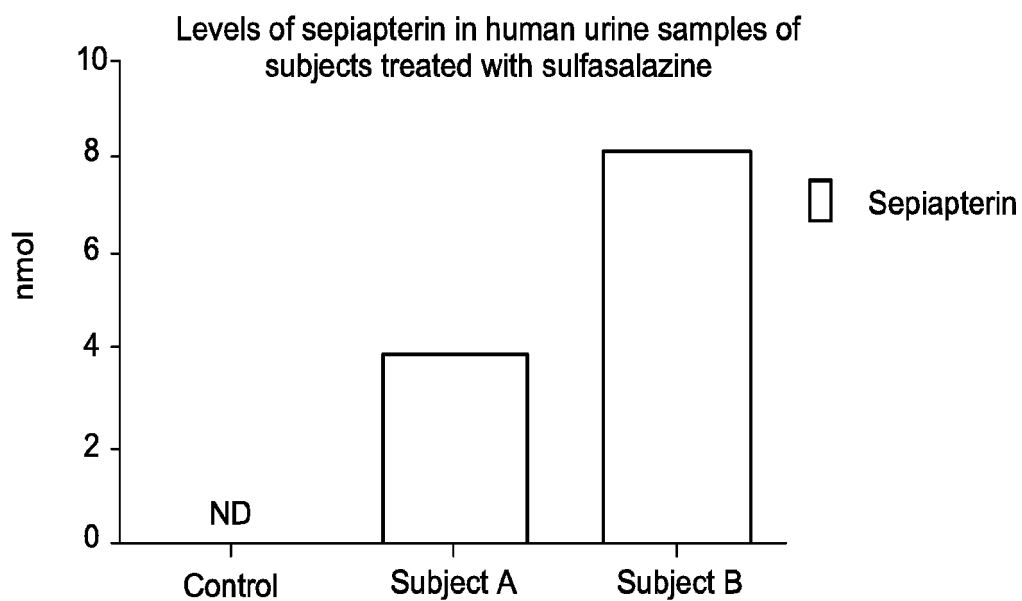 Levels of sepiapterin in human urine samples of
subjects treated with sulfasalazine
10
8
6
4
2
0
nmol
ND
Control
Subject A
Subject B
Sepiapterin